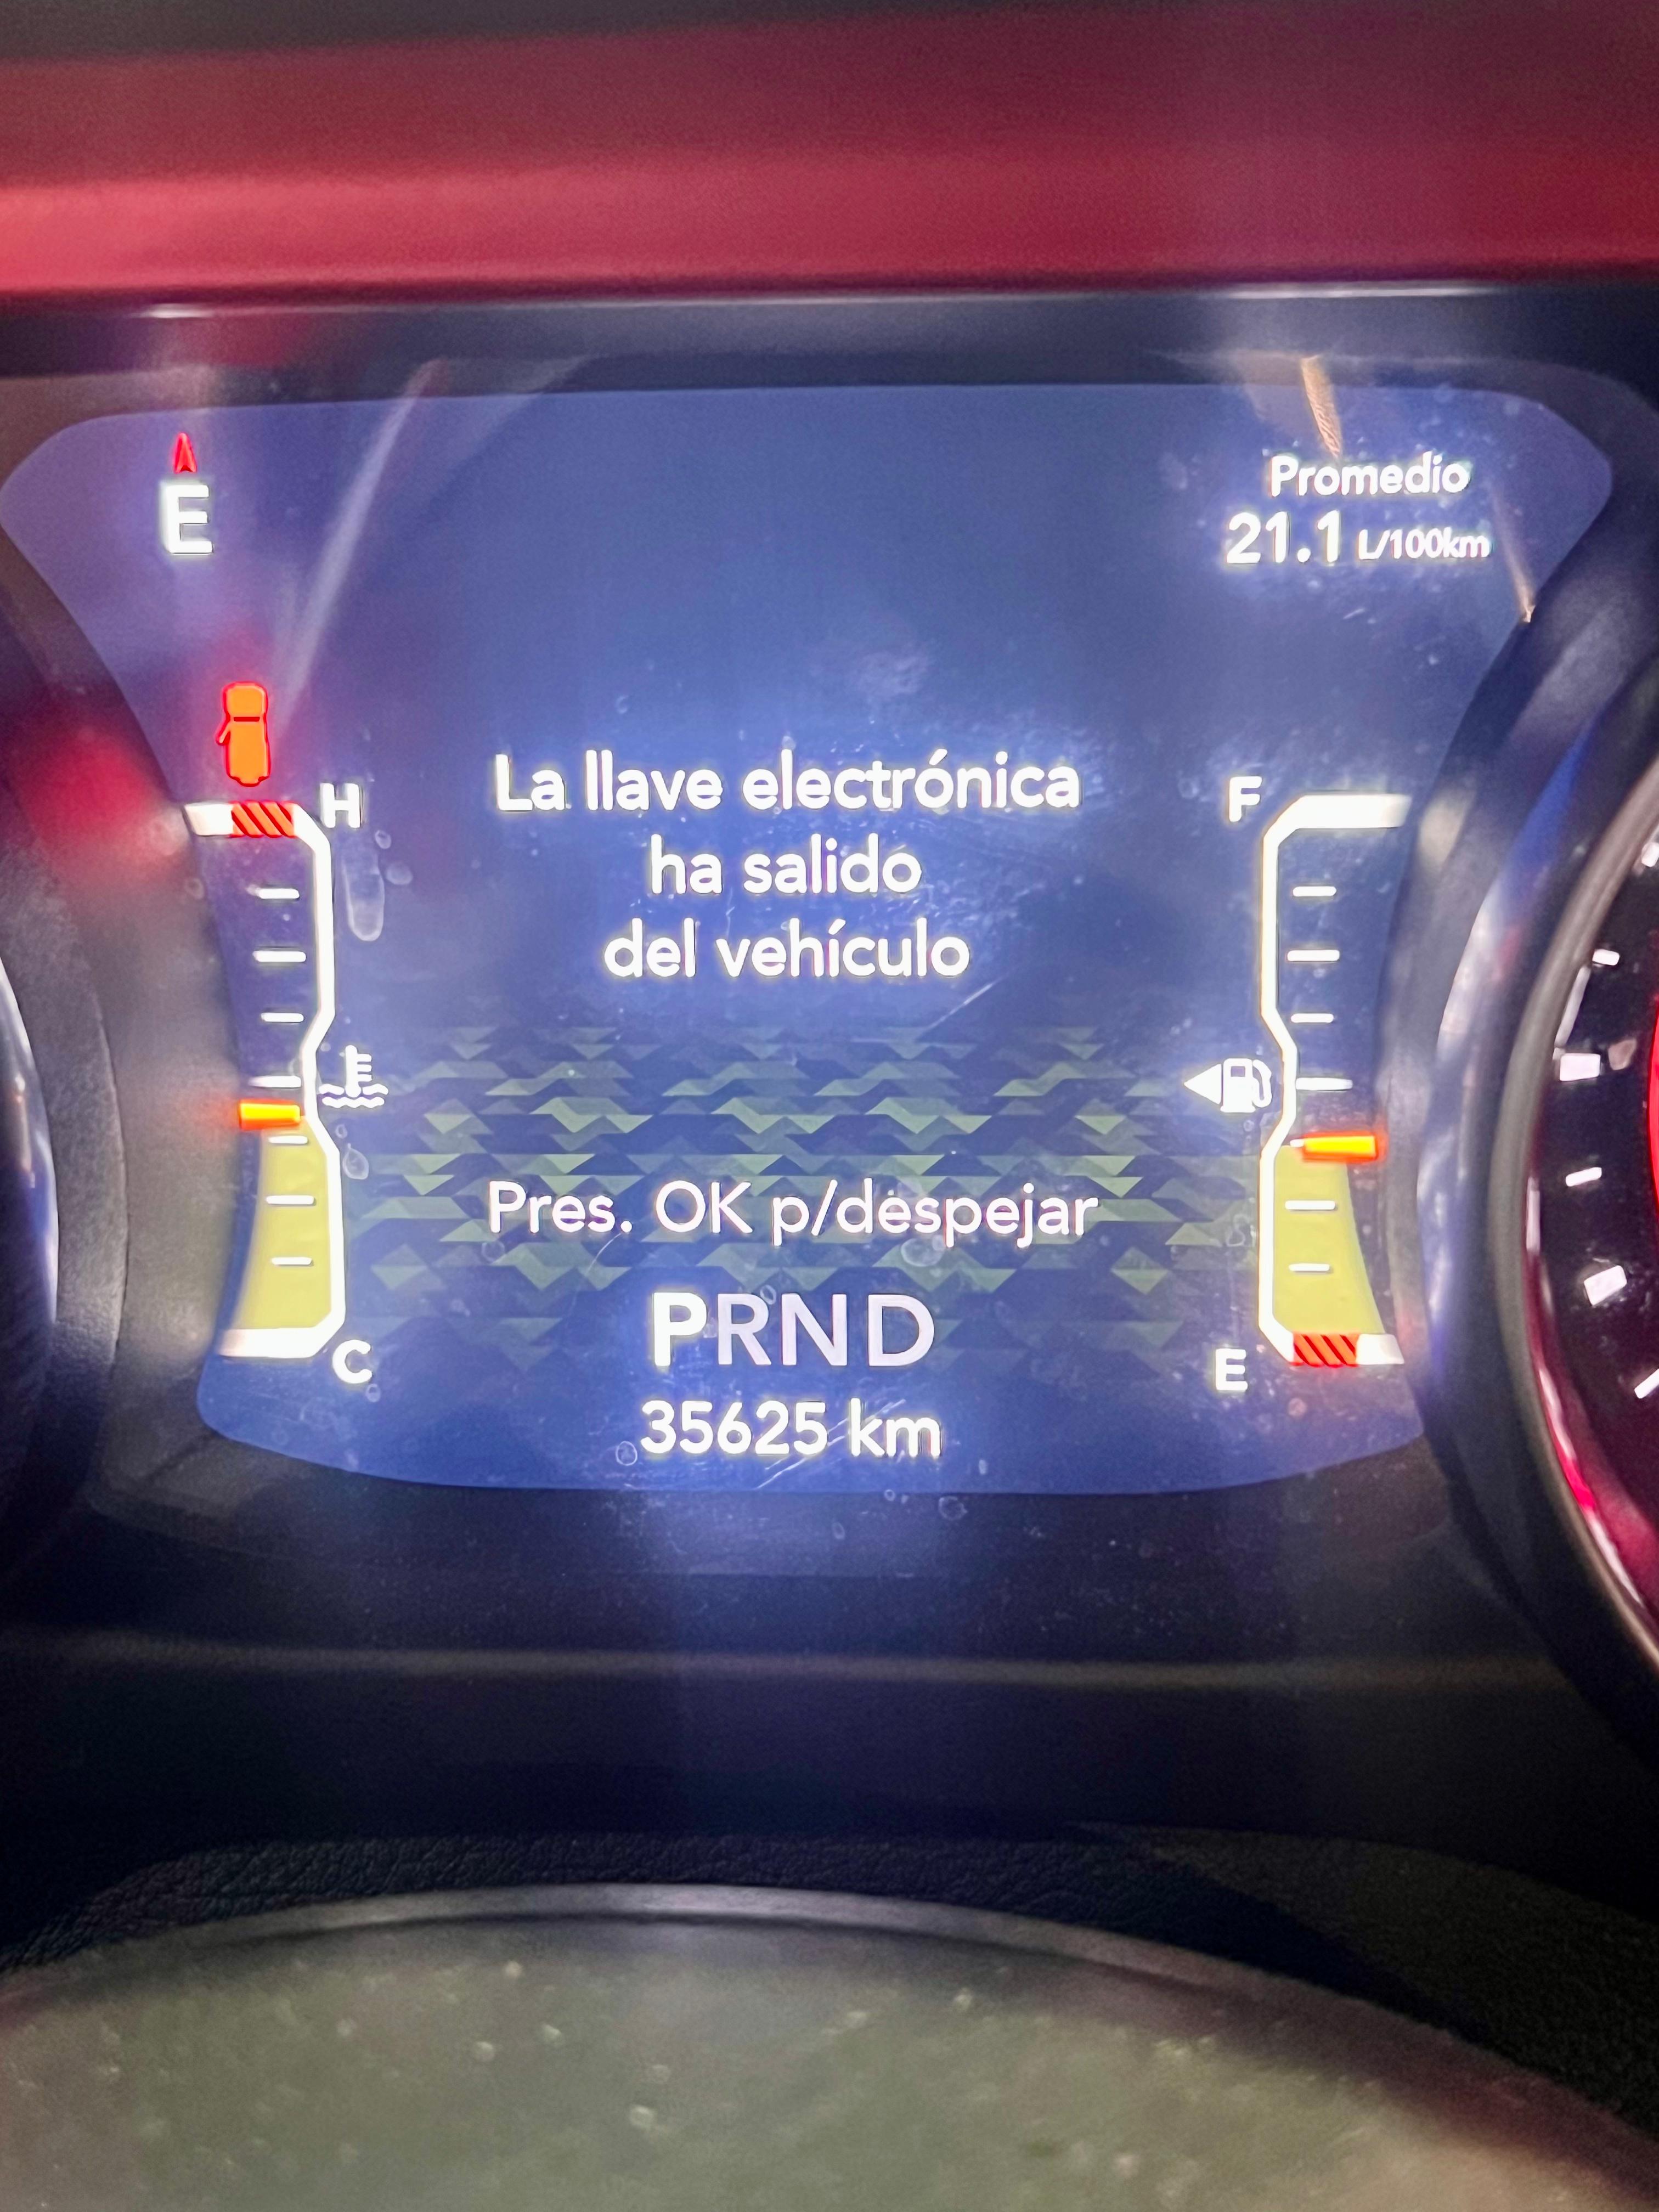 E
Promedio
21.1 L/100km
H
F
La llave electrónica
ha salido
del vehículo
Pres. OK p/despejar
PRND
C
E
35625 km